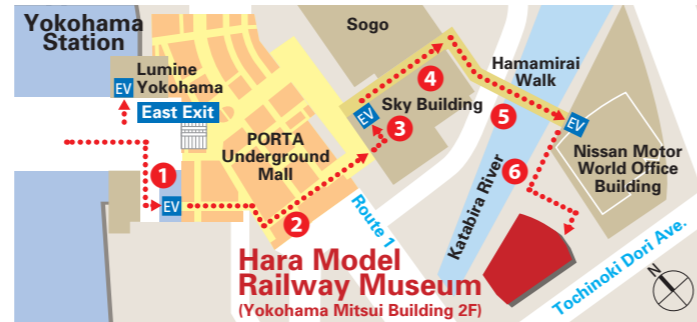 Yokohama
Station
Lumine
Yokohama
EV
East Exit
1
EV
PORTA
Underground
Mall
2
Route 1
Sogo
EV
3
4
Sky Building
Hamamirai
Walk
5
EV
6
Katabira River
Nissan Motor
World Office
Building
Hara Model
Railway Museum
(Yokohama Mitsui Building 2F)
Tochinoki Dori Ave.
N